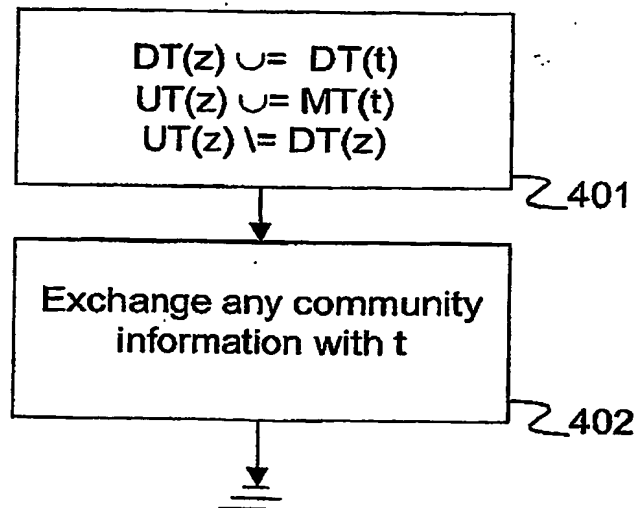 DT(z) ∪= DT(t)
UT(z) ∪= MT(t)
UT(z) \= DT(z)
401
Exchange any community
information with t
402